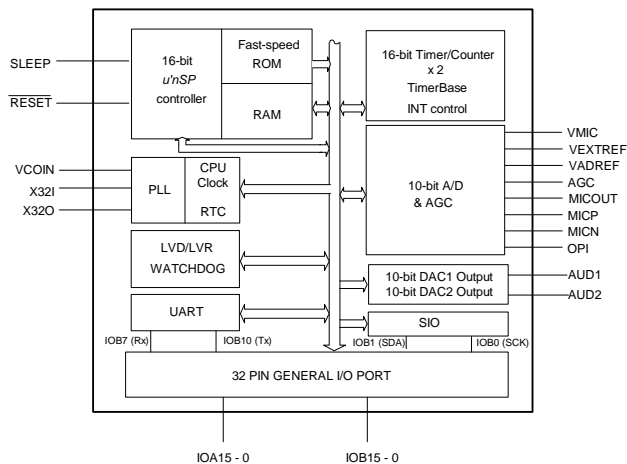 SLEEP
RESET
VCOIN
X32I
X32O
16-bit
u'nSP
controller
Fast-speed
ROM
RAM
PLL
CPU
Clock
RTC
LVD/LVR
WATCHDOG
UART
IOB7 (Rx)
IOB10 (Tx)
16-bit Timer/Counter
x 2
TimerBase
INT control
10-bit A/D
& AGC
VMIC
VEXTREF
VADREF
AGC
MICOUT
MICP
MICN
OPI
10-bit DAC1 Output
10-bit DAC2 Output
AUD1
AUD2
SIO
IOB1 (SDA)
IOB0 (SCK)
32 PIN GENERAL I/O PORT
IOA15 - 0
IOB15 - 0